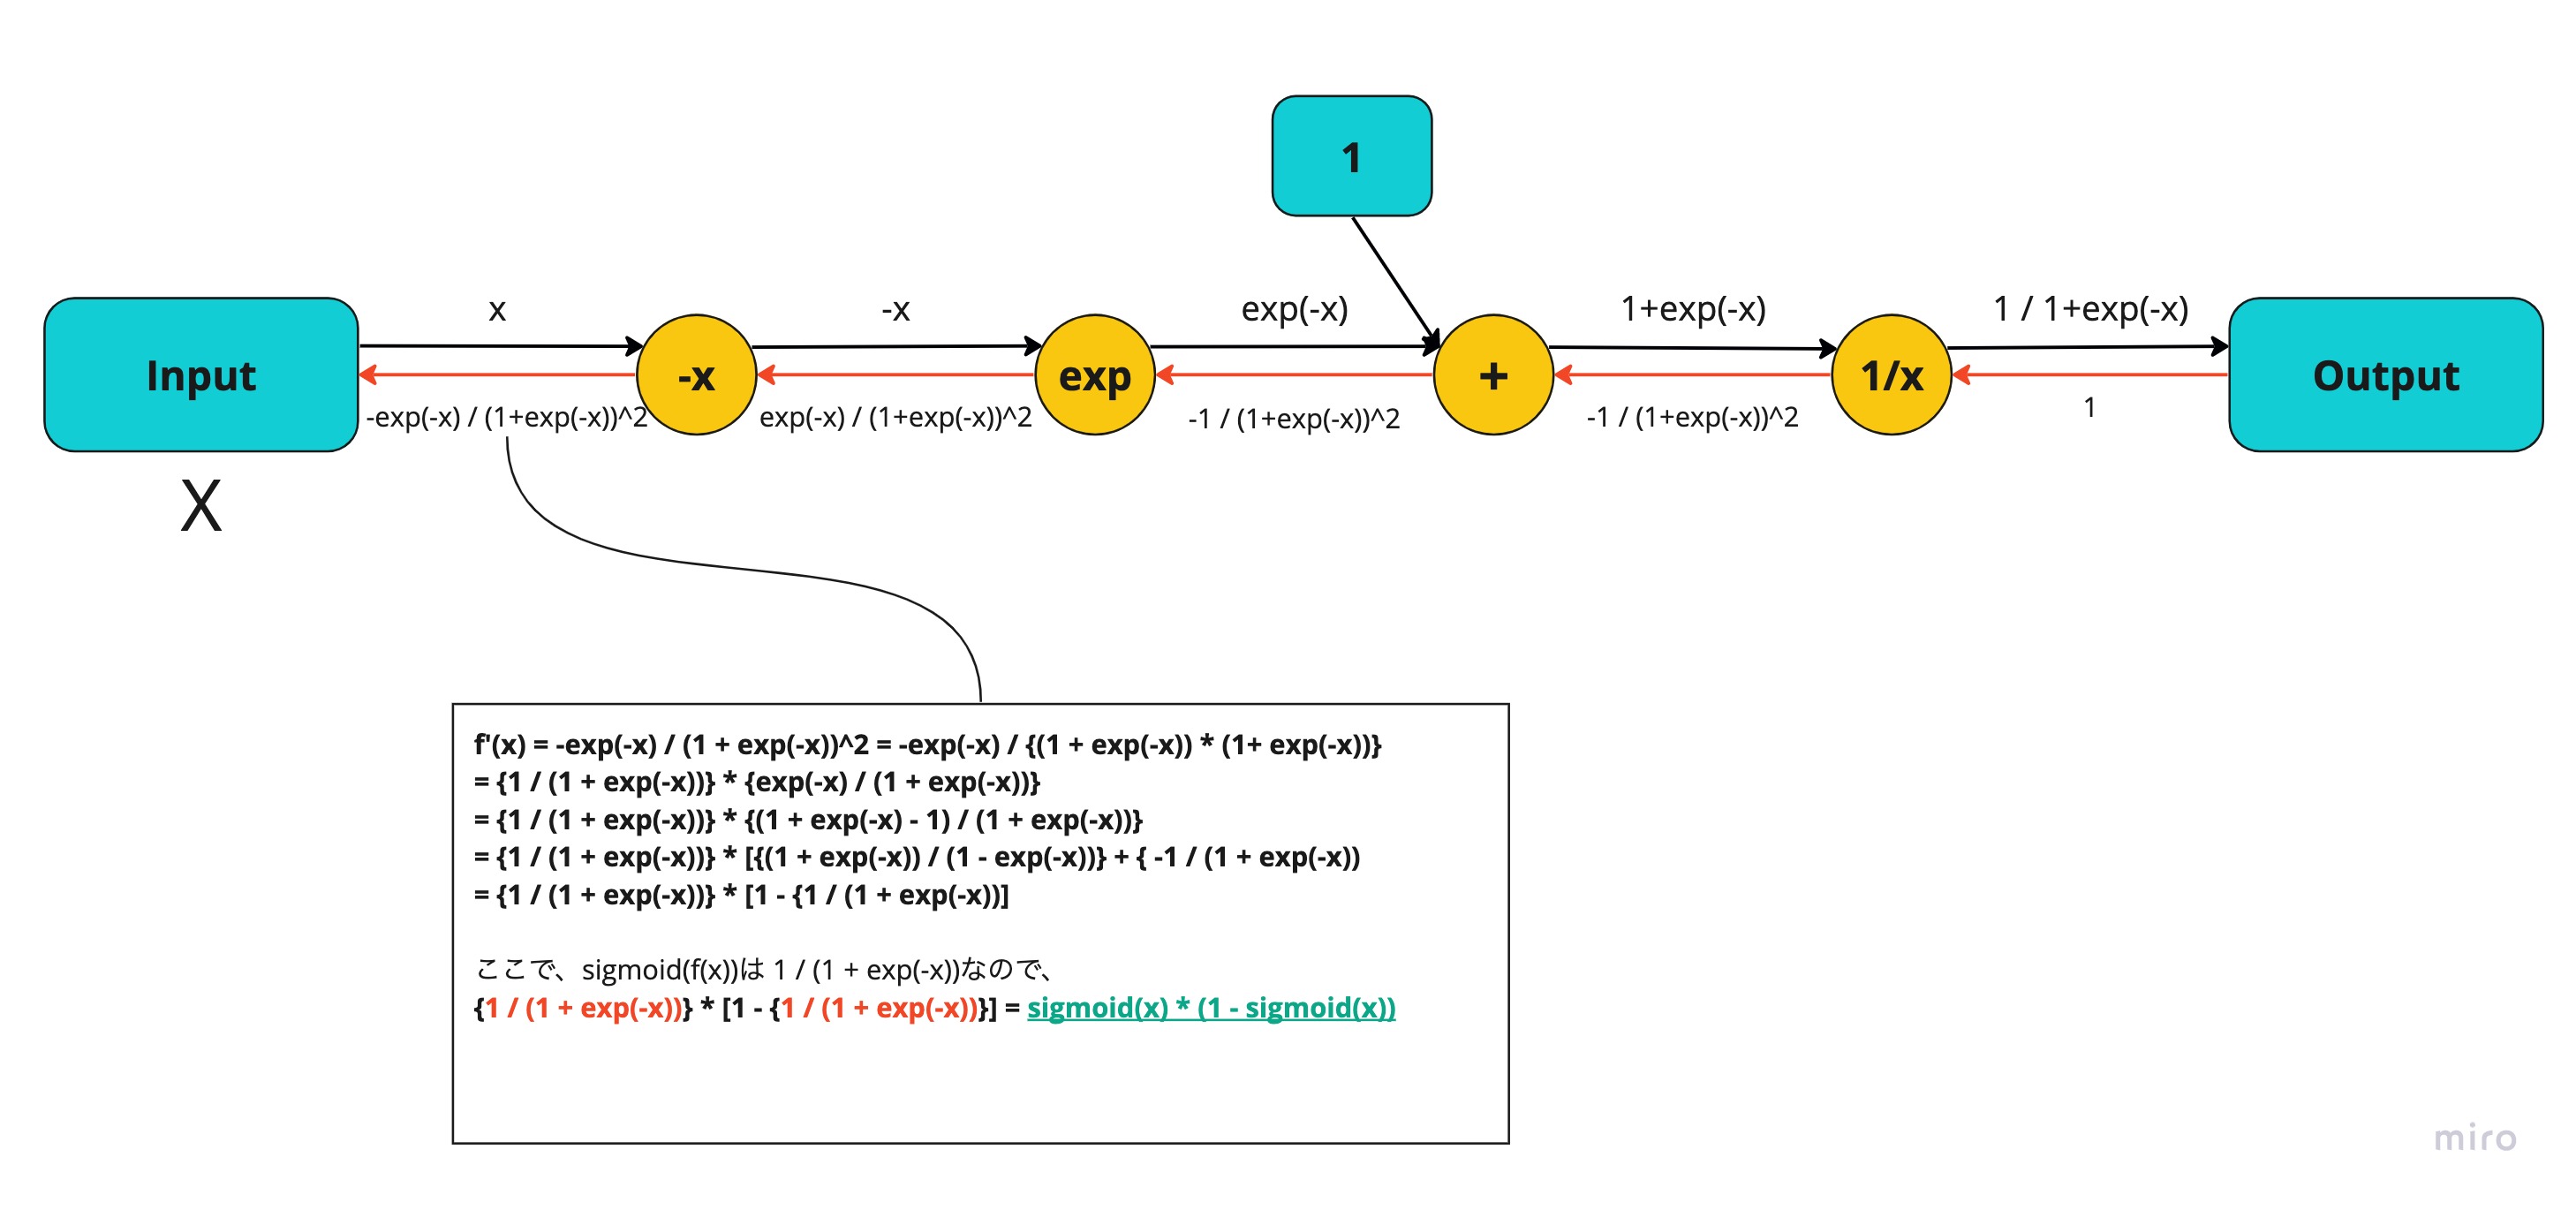 1
x
-x
exp(-x)
1+exp(-x)
1 / 1+exp(-x)
Input
-x
exp
+
1/x
Output
-exp(-x) / (1+exp(-x))^2
exp(-x) / (1+exp(-x))^2
-1 / (1+exp(-x))^2
-1 / (1+exp(-x))^2
1
X
f'(x) = -exp(-x) / (1 + exp(-x))^2 = -exp(-x) / {(1 + exp(-x)) * (1+ exp(-x))}
= {1 / (1 + exp(-x))} * {exp(-x) / (1 + exp(-x))}
= {1 / (1 + exp(-x))} * {(1 + exp(-x) - 1) / (1 + exp(-x))}
= {1 / (1 + exp(-x))} * [{(1 + exp(-x)) / (1 - exp(-x))} + { -1 / (1 + exp(-x))
= {1 / (1 + exp(-x))} * [1 - {1 / (1 + exp(-x))]
ここで、sigmoid(f(x))は 1 / (1 + exp(-x))なので、
{1 / (1 + exp(-x))} * [1 - {1 / (1 + exp(-x))}] = sigmoid(x) * (1 - sigmoid(x))
miro